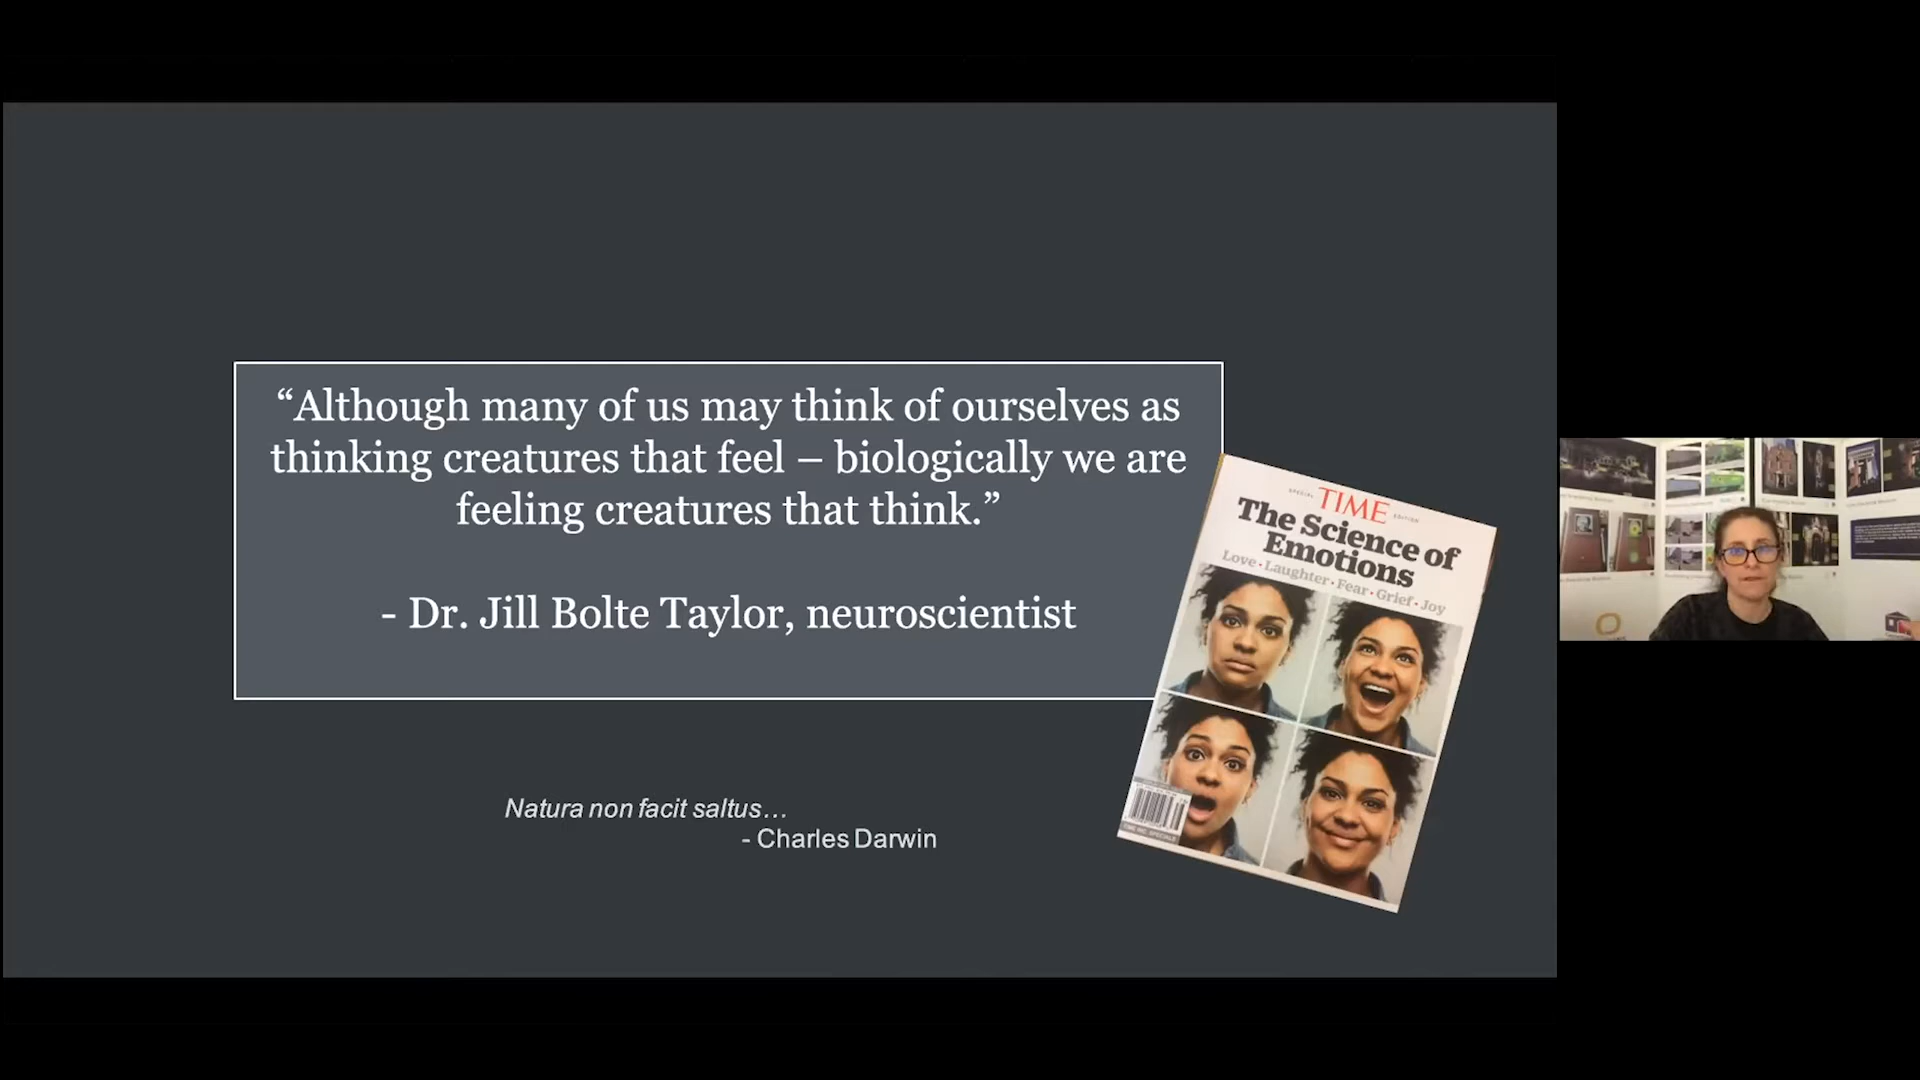 “Although many of us may think of ourselves as
thinking creatures that feel – biologically we are
feeling creatures that think.”
- Dr. Jill Bolte Taylor, neuroscientist
SPECIAL TIME EDITION
The Science of
Emotions
Love · Laughter · Fear · Grief · Joy
Natura non facit saltus…
- Charles Darwin